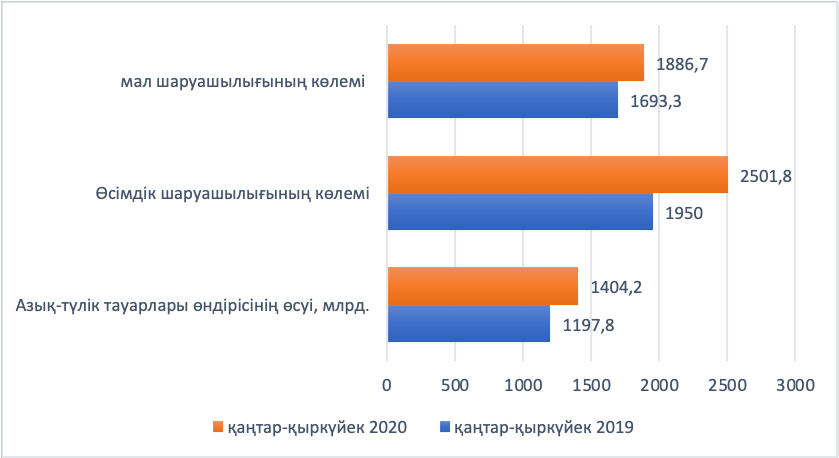 мал шаруашылығының көлемі
1886,7
1693,3
Өсімдік шаруашылығының көлемі
2501,8
1950
Азық-түлік тауарлары өндірісінің өсуі, млрд.
1404,2
1197,8
0 500 1000 1500 2000 2500 3000
қаңтар-қыркүйек 2020 қаңтар-қыркүйек 2019